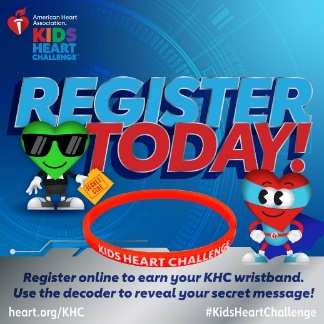 American Heart
Association.
KIDS
HEART
CHALLENGE™
REGISTER
TODAY!
SECRET
CODE
KIDS HEART CHALLENGE
Register online to earn your KHC wristband.
Use the decoder to reveal your secret message!
heart.org/KHC
#KidsHeartChallenge